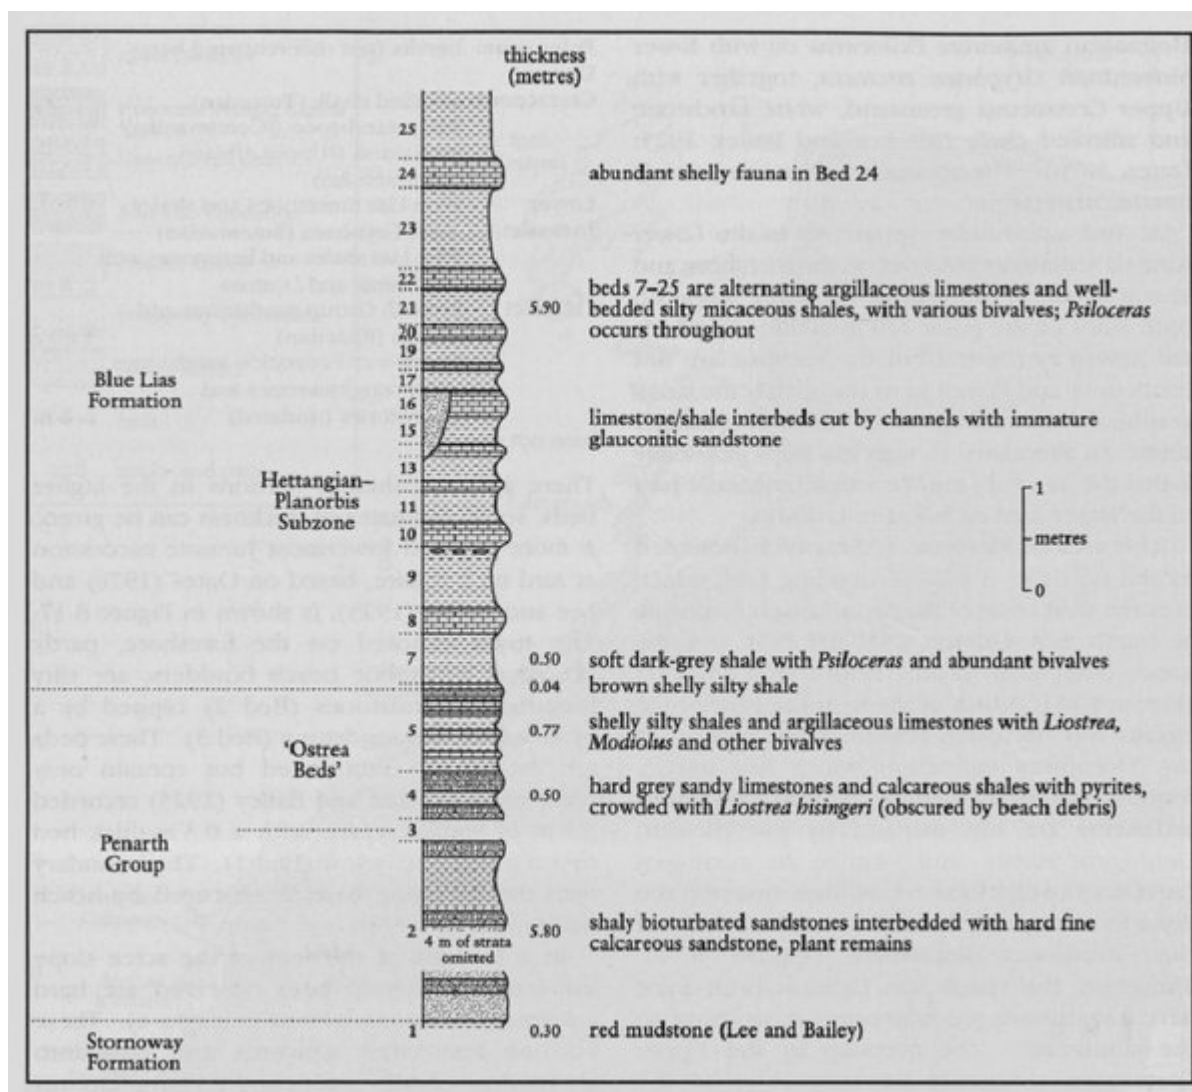 thickness
(metres)
25
24
abundant shelly fauna in Bed 24
23
22
beds 7–25 are alternating argillaceous limestones and well-
21
5.90
bedded silty micaceous shales, with various bivalves; Psiloceras
occurs throughout
20
19
17
Blue Lias
Formation
16
limestone/shale interbeds cut by channels with immature
15
glauconitic sandstone
13
Hettangian–
Planorbis
Subzone
11
10
1
metres
0
9
8
7
0.50
soft dark-grey shale with Psiloceras and abundant bivalves
0.04
brown shelly silty shale
5
0.77
shelly silty shales and argillaceous limestones with Liostrea,
Modiolus and other bivalves
'Ostrea
Beds'
4
0.50
hard grey sandy limestones and calcareous shales with pyrites,
crowded with Liostrea hisingeri (obscured by beach debris)
3
Penarth
Group
2
4 m of strata
omitted
5.80
shaly bioturbated sandstones interbedded with hard fine
calcareous sandstone, plant remains
1
0.30
red mudstone (Lee and Bailey)
Stornoway
Formation